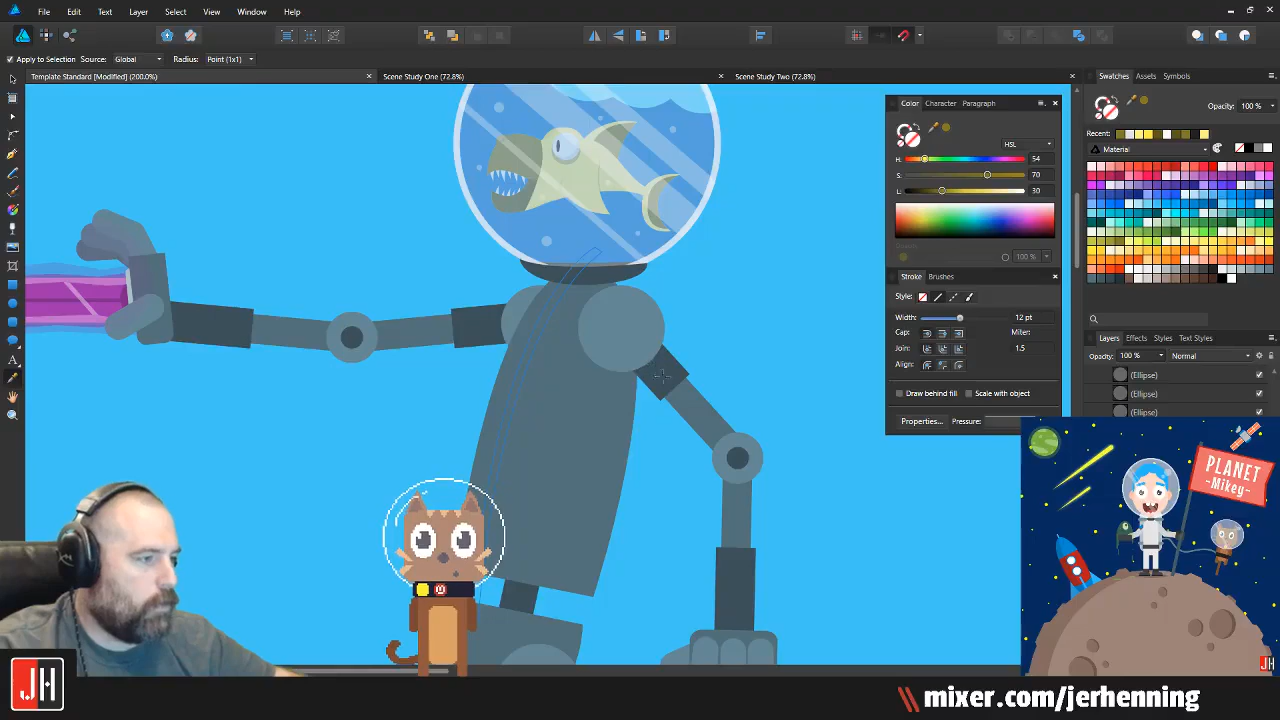 File Edit Text Layer Select View Window Help
Apply to Selection Source: Global Radius: Point (1x1)
Template Standard [Modified] (200.0%) Scene Study One (72.8%) Scene Study Two (72.8%)
Color Character Paragraph
HSL
H: 54
S: 70
L: 30
100 %
Stroke Brushes
Style:
Width: 12 pt
Cap: Miter:
Join: 1.5
Align:
Draw behind fill Scale with object
Properties... Pressure:
Swatches Assets Symbols
Opacity: 100 %
Recent:
Material
Layers Effects Styles Text Styles
Opacity: 100 % Normal
(Ellipse)
(Ellipse)
(Ellipse)
PLANET
-Mikey-
JH
JH
\\ mixer.com/jerhenning